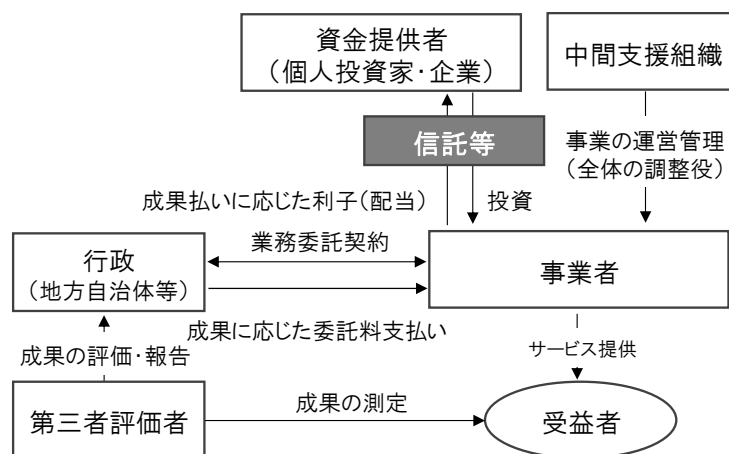 資金提供者
（個人投資家・企業）
中間支援組織
信託等
事業の運営管理
（全体の調整役）
成果払いに応じた利子（配当）
投資
行政
（地方自治体等）
業務委託契約
事業者
成果に応じた委託料支払い
成果の評価・報告
サービス提供
第三者評価者
成果の測定
受益者